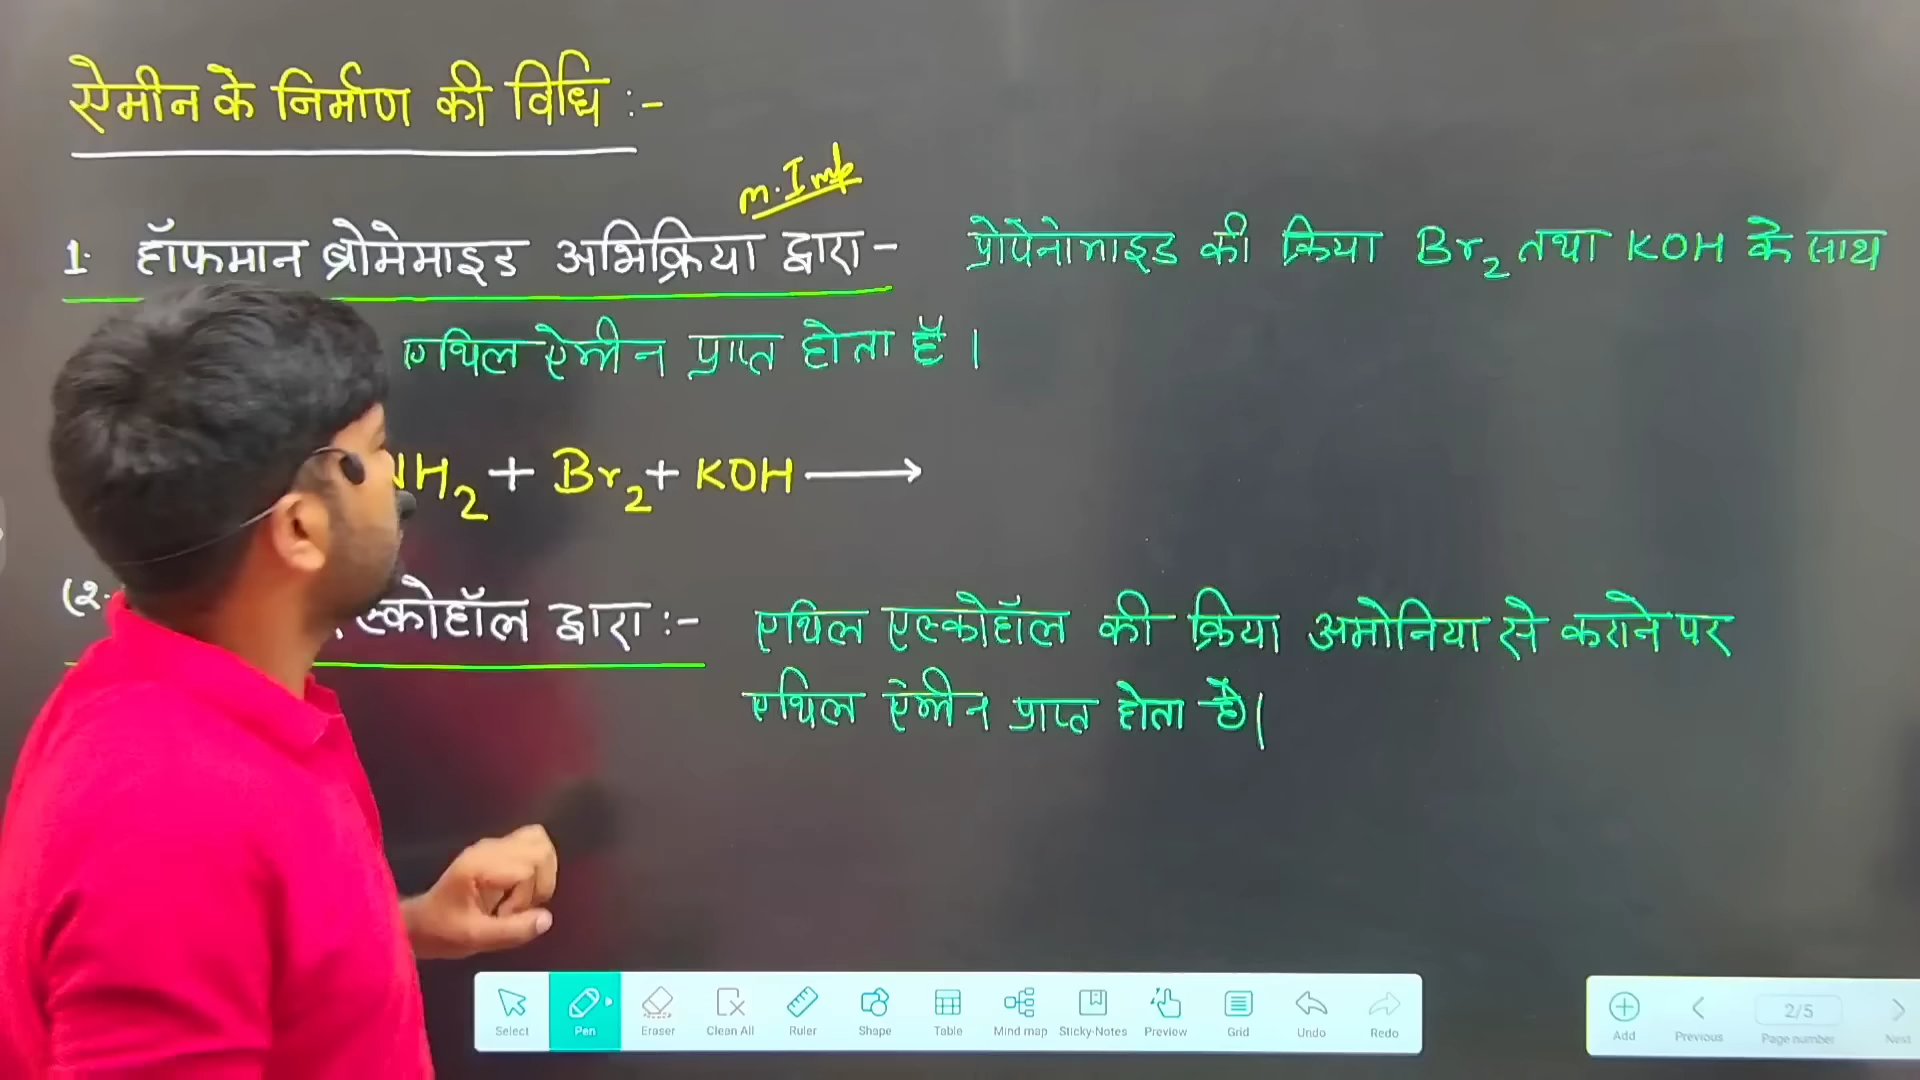 ऐमीन के निर्माण की विधि :-
m. Imp
1. हॉफमान ब्रोमेमाइड अभिक्रिया द्वारा - प्रोपेनामाइड की क्रिया Br2 तथा KOH के साथ
एथिल ऐमीन प्राप्त होता है।
NH2 + Br2 + KOH ⟶
(2. एल्कोहॉल द्वारा :- एथिल एल्कोहॉल की क्रिया अमोनिया से कराने पर
एथिल ऐमीन प्राप्त होता है।
Select Pen Eraser Clean All Ruler Shape Table Mind map Sticky-Notes Preview Grid Undo Redo
Add Previous 2/5 Page number Next